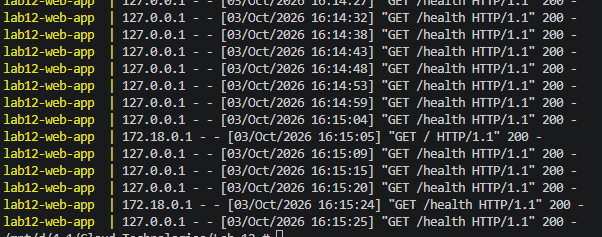 lab12-web-app | 127.0.0.1 - - [03/Oct/2026 16:14:27] "GET /health HTTP/1.1" 200 -
lab12-web-app | 127.0.0.1 - - [03/Oct/2026 16:14:32] "GET /health HTTP/1.1" 200 -
lab12-web-app | 127.0.0.1 - - [03/Oct/2026 16:14:38] "GET /health HTTP/1.1" 200 -
lab12-web-app | 127.0.0.1 - - [03/Oct/2026 16:14:43] "GET /health HTTP/1.1" 200 -
lab12-web-app | 127.0.0.1 - - [03/Oct/2026 16:14:48] "GET /health HTTP/1.1" 200 -
lab12-web-app | 127.0.0.1 - - [03/Oct/2026 16:14:53] "GET /health HTTP/1.1" 200 -
lab12-web-app | 127.0.0.1 - - [03/Oct/2026 16:14:59] "GET /health HTTP/1.1" 200 -
lab12-web-app | 127.0.0.1 - - [03/Oct/2026 16:15:04] "GET /health HTTP/1.1" 200 -
lab12-web-app | 172.18.0.1 - - [03/Oct/2026 16:15:05] "GET / HTTP/1.1" 200 -
lab12-web-app | 127.0.0.1 - - [03/Oct/2026 16:15:09] "GET /health HTTP/1.1" 200 -
lab12-web-app | 127.0.0.1 - - [03/Oct/2026 16:15:15] "GET /health HTTP/1.1" 200 -
lab12-web-app | 127.0.0.1 - - [03/Oct/2026 16:15:20] "GET /health HTTP/1.1" 200 -
lab12-web-app | 172.18.0.1 - - [03/Oct/2026 16:15:24] "GET /health HTTP/1.1" 200 -
lab12-web-app | 127.0.0.1 - - [03/Oct/2026 16:15:25] "GET /health HTTP/1.1" 200 -